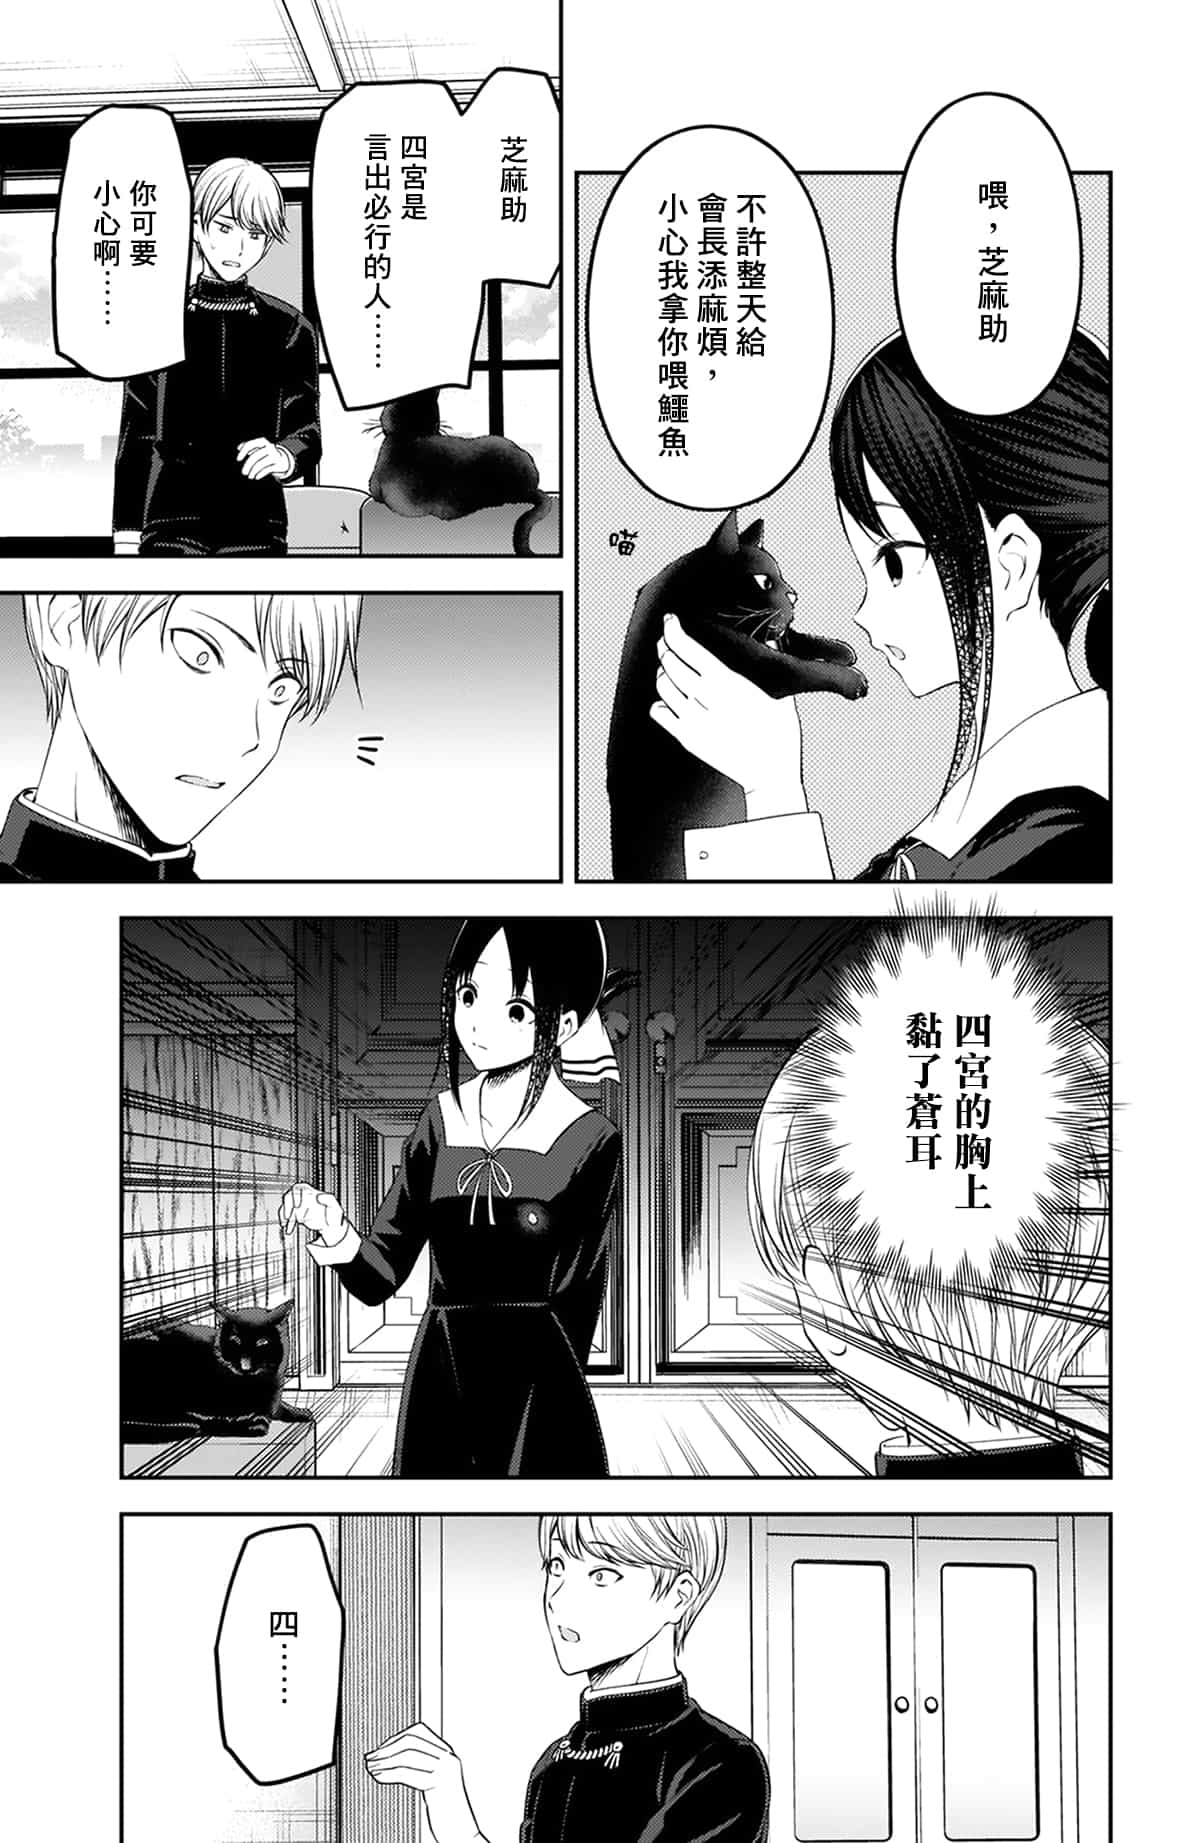 喂，芝麻助
不許整天給
會長添麻煩，
小心我拿你喂鱷魚
喵
芝麻助
四宮是
言出必行的人……
你可要
小心啊……
四宮的胸上
黏了蒼耳
四……